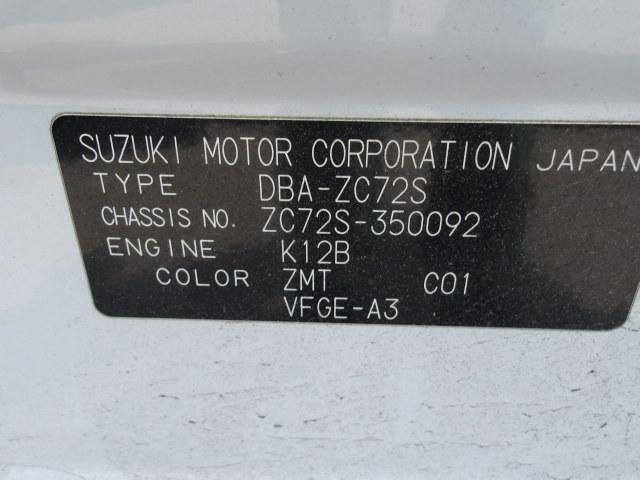 SUZUKI MOTOR CORPORATION JAPAN
TYPE DBA-ZC72S
CHASSIS NO. ZC72S-350092
ENGINE K12B
COLOR ZMT C01
VFGE-A3